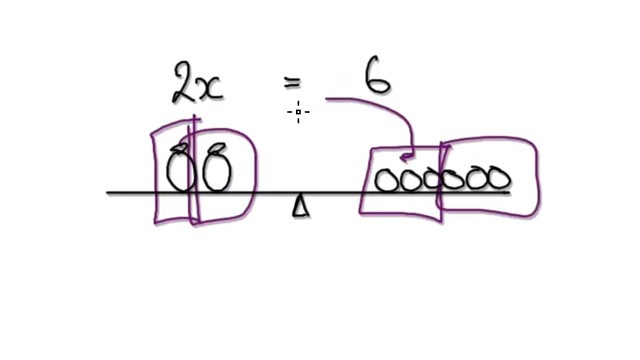 2x = 6